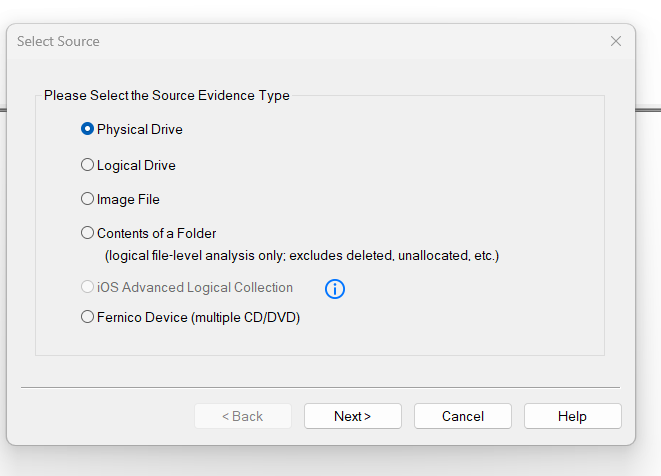 Select Source
Please Select the Source Evidence Type
Physical Drive
Logical Drive
Image File
Contents of a Folder
(logical file-level analysis only; excludes deleted, unallocated, etc.)
iOS Advanced Logical Collection
Fernico Device (multiple CD/DVD)
< Back Next > Cancel Help